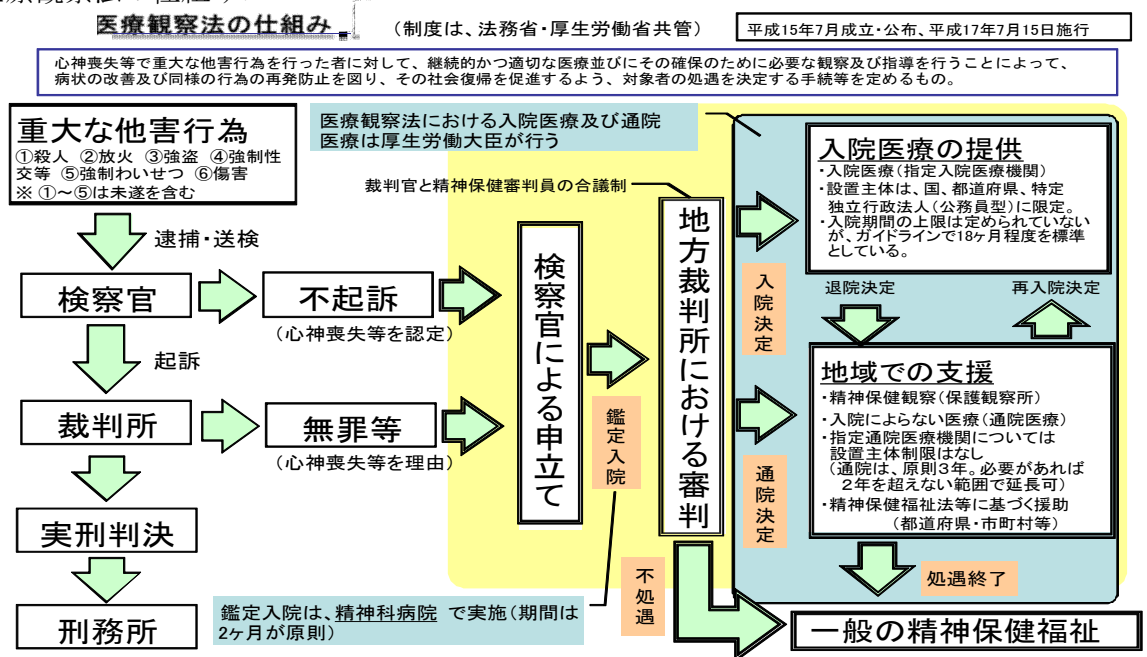 医療観察法の仕組み
（制度は、法務省・厚生労働省共管）
平成15年7月成立・公布、平成17年7月15日施行
心神喪失等で重大な他害行為を行った者に対して、継続的かつ適切な医療並びにその確保のために必要な観察及び指導を行うことによって、
病状の改善及び同様の行為の再発防止を図り、その社会復帰を促進するよう、対象者の処遇を決定する手続等を定めるもの。
重大な他害行為
①殺人 ②放火 ③強盗 ④強制性
交等 ⑤強制わいせつ ⑥傷害
※ ①～⑤は未遂を含む
逮捕・送検
検察官
起訴
裁判所
実刑判決
刑務所
不起訴
（心神喪失等を認定）
無罪等
（心神喪失等を理由）
検察官による申立て
鑑定入院
鑑定入院は、精神科病院 で実施（期間は
2ヶ月が原則）
医療観察法における入院医療及び通院
医療は厚生労働大臣が行う
裁判官と精神保健審判員の合議制
地方裁判所における審判
入院決定
通院決定
不処遇
入院医療の提供
・入院医療（指定入院医療機関）
・設置主体は、国、都道府県、特定
独立行政法人（公務員型）に限定。
・入院期間の上限は定められていない
が、ガイドラインで18ヶ月程度を標準
としている。
退院決定
再入院決定
地域での支援
・精神保健観察（保護観察所）
・入院によらない医療（通院医療）
・指定通院医療機関については
設置主体制限はなし
（通院は、原則３年。必要があれば
２年を超えない範囲で延長可）
・精神保健福祉法等に基づく援助
（都道府県・市町村等）
処遇終了
一般の精神保健福祉